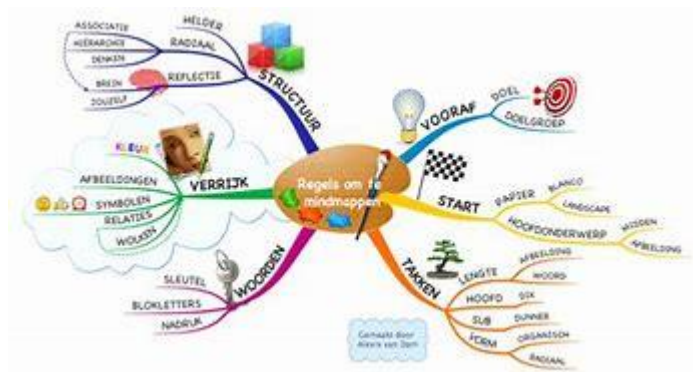 Regels om te
mindmappen
VOORAF
DOEL
DOELGROEP
START
PAPIER
BLANCO
LANDSCAPE
HOOFDONDERWERP
MIDDEN
AFBEELDING
TAKKEN
LENGTE
AFBEELDING
WOORD
HOOFD
DIK
SUB
DUNNER
FORM
ORGANISCH
RADIAAL
WOORDEN
SLEUTEL
BLOKLETTERS
NADRUK
VERRIJK
KLEUR
AFBEELDINGEN
SYMBOLEN
RELATIES
WOLKEN
STRUCTUUR
HELDER
RADIAAL
ASSOCIATIE
HIERARCHIE
DENKEN
REFLECTIE
BREIN
JOUZELF
Gemaakt door